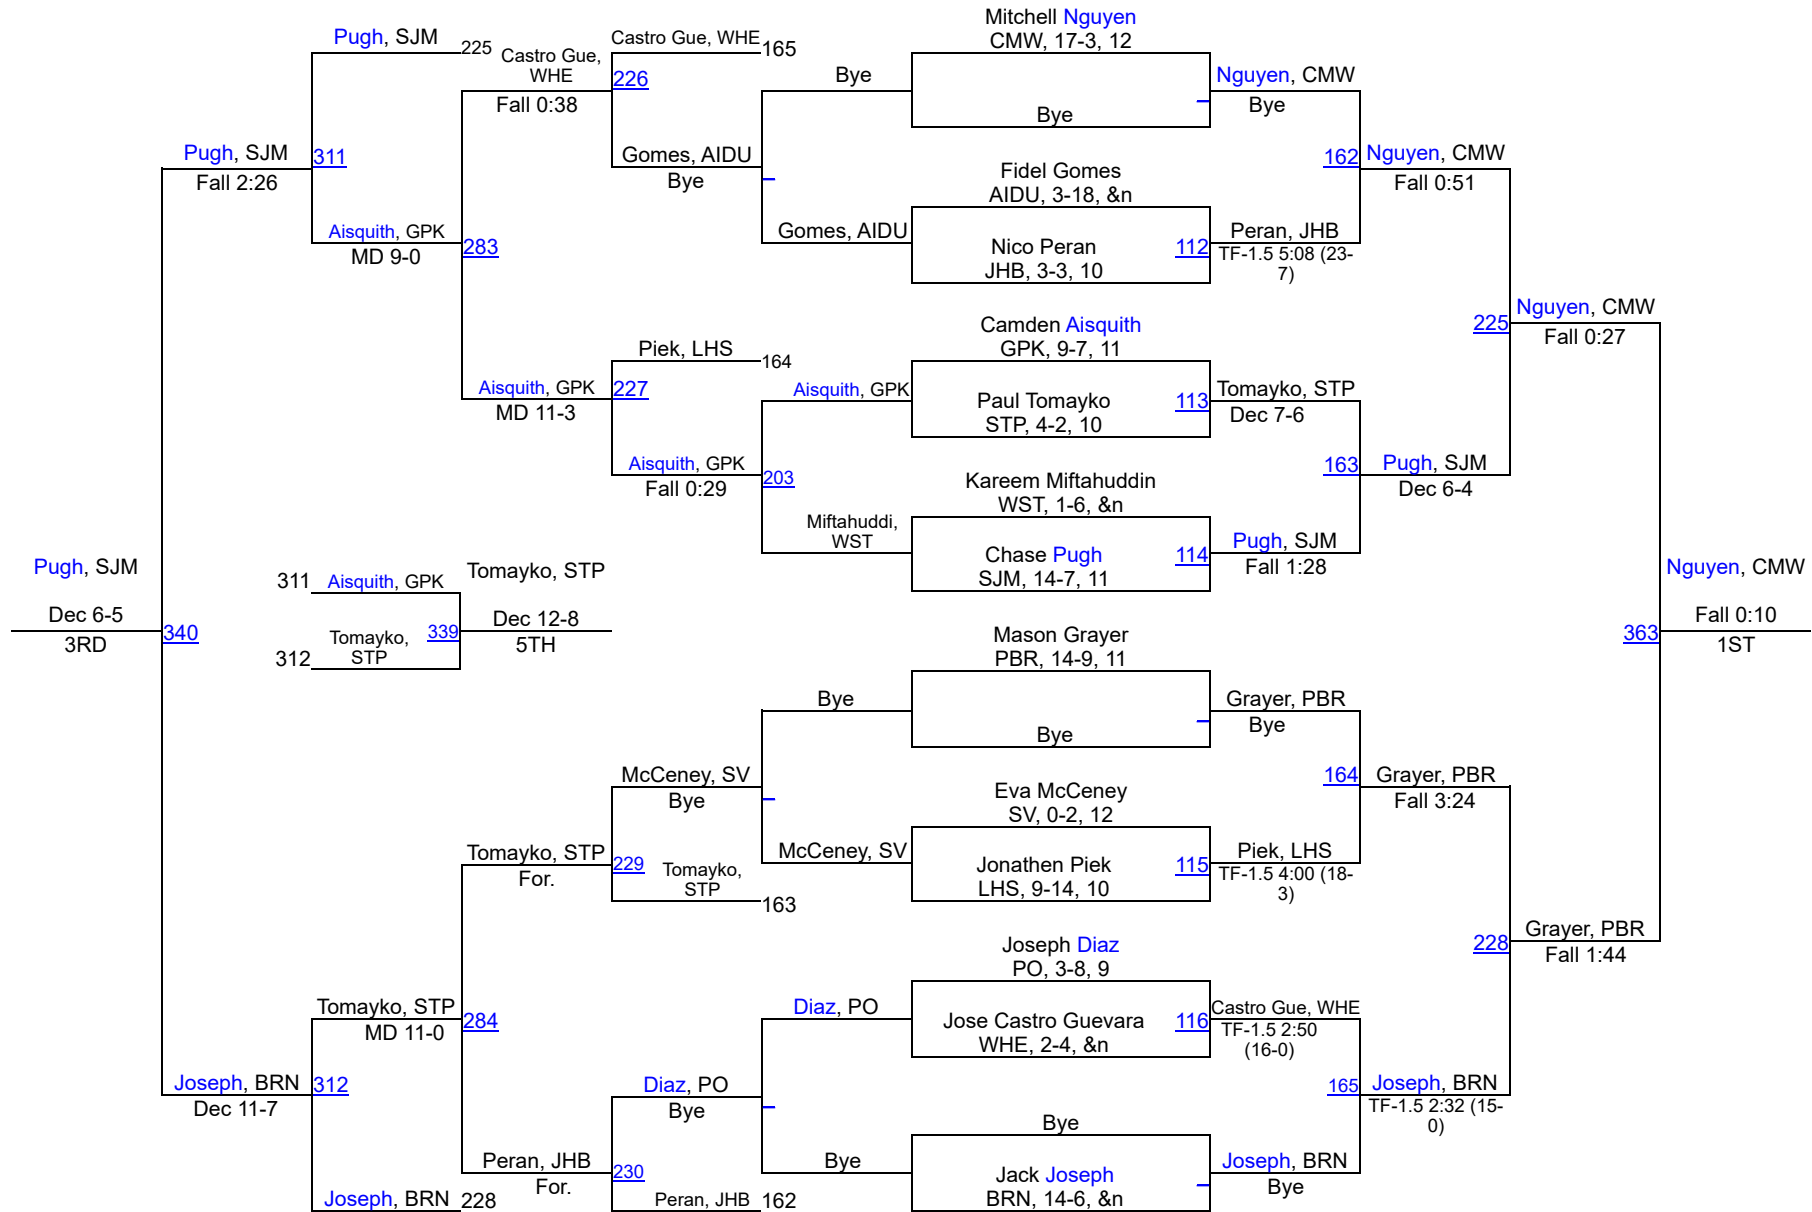 Mitchell Nguyen
CMW, 17-3, 12
Pugh, SJM
225
Castro Gue,
WHE
Castro Gue, WHE
165
226
Bye
Nguyen, CMW
Fall 0:38
Bye
Bye
Pugh, SJM
311
Gomes, AIDU
162
Nguyen, CMW
Fall 2:26
Bye
Fidel Gomes
Fall 0:51
AIDU, 3-18, &n
Aisquith, GPK
Gomes, AIDU
Peran, JHB
MD 9-0
283
Nico Peran
112
TF-1.5 5:08 (23-
7)
JHB, 3-3, 10
Nguyen, CMW
Camden Aisquith
225
Fall 0:27
GPK, 9-7, 11
Piek, LHS
164
Aisquith, GPK
227
Aisquith, GPK
Tomayko, STP
MD 11-3
Paul Tomayko
113
Dec 7-6
STP, 4-2, 10
Aisquith, GPK
163
Pugh, SJM
Fall 0:29
203
Kareem Miftahuddin
Dec 6-4
WST, 1-6, &n
Miftahuddi,
WST
Pugh, SJM
Chase Pugh
114
Fall 1:28
SJM, 14-7, 11
Pugh, SJM
311
Aisquith, GPK
Tomayko, STP
Nguyen, CMW
Dec 6-5
Dec 12-8
Fall 0:10
3RD
340
Tomayko,
STP
339
5TH
363
1ST
312
Mason Grayer
PBR, 14-9, 11
Bye
Grayer, PBR
Bye
Bye
McCeney, SV
164
Grayer, PBR
Bye
Eva McCeney
Fall 3:24
SV, 0-2, 12
Tomayko, STP
McCeney, SV
Piek, LHS
For.
229
Tomayko,
STP
Jonathen Piek
115
TF-1.5 4:00 (18-
3)
163
LHS, 9-14, 10
Joseph Diaz
228
Grayer, PBR
PO, 3-8, 9
Fall 1:44
Tomayko, STP
Diaz, PO
Castro Gue, WHE
MD 11-0
284
Jose Castro Guevara
116
TF-1.5 2:50
(16-0)
WHE, 2-4, &n
Joseph, BRN
312
Diaz, PO
165
Joseph, BRN
Dec 11-7
Bye
TF-1.5 2:32 (15-
0)
Bye
Peran, JHB
Bye
Joseph, BRN
For.
230
Jack Joseph
Bye
Joseph, BRN
228
Peran, JHB
162
BRN, 14-6, &n